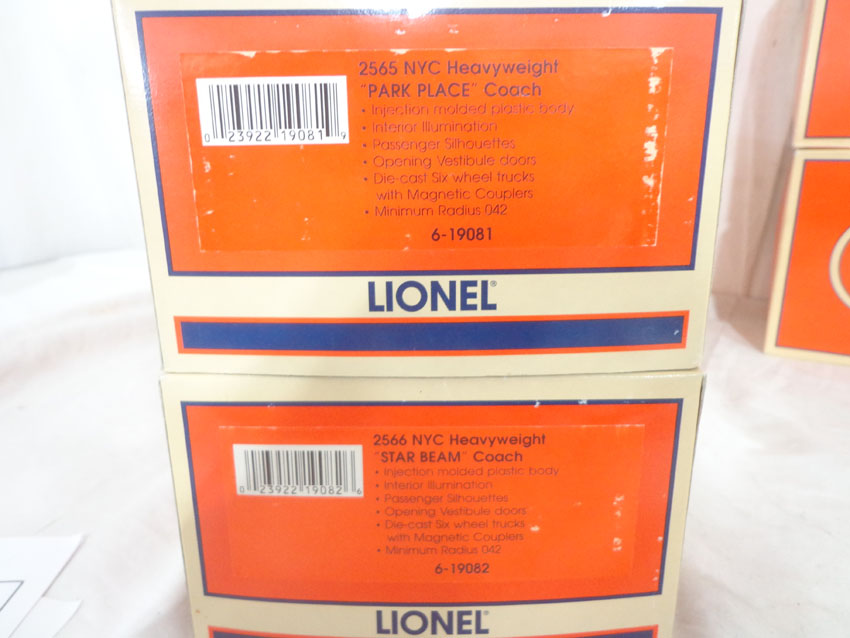 2565 NYC Heavyweight
"PARK PLACE" Coach
• Injection molded plastic body
• Interior Illumination
• Passenger Silhouettes
• Opening Vestibule doors
• Die-cast Six wheel trucks
with Magnetic Couplers
• Minimum Radius 042
6-19081
0 23922 19081 9
LIONEL®
2566 NYC Heavyweight
"STAR BEAM" Coach
• Injection molded plastic body
• Interior Illumination
• Passenger Silhouettes
• Opening Vestibule doors
• Die-cast Six wheel trucks
with Magnetic Couplers
• Minimum Radius 042
6-19082
0 23922 19082 6
LIONEL®